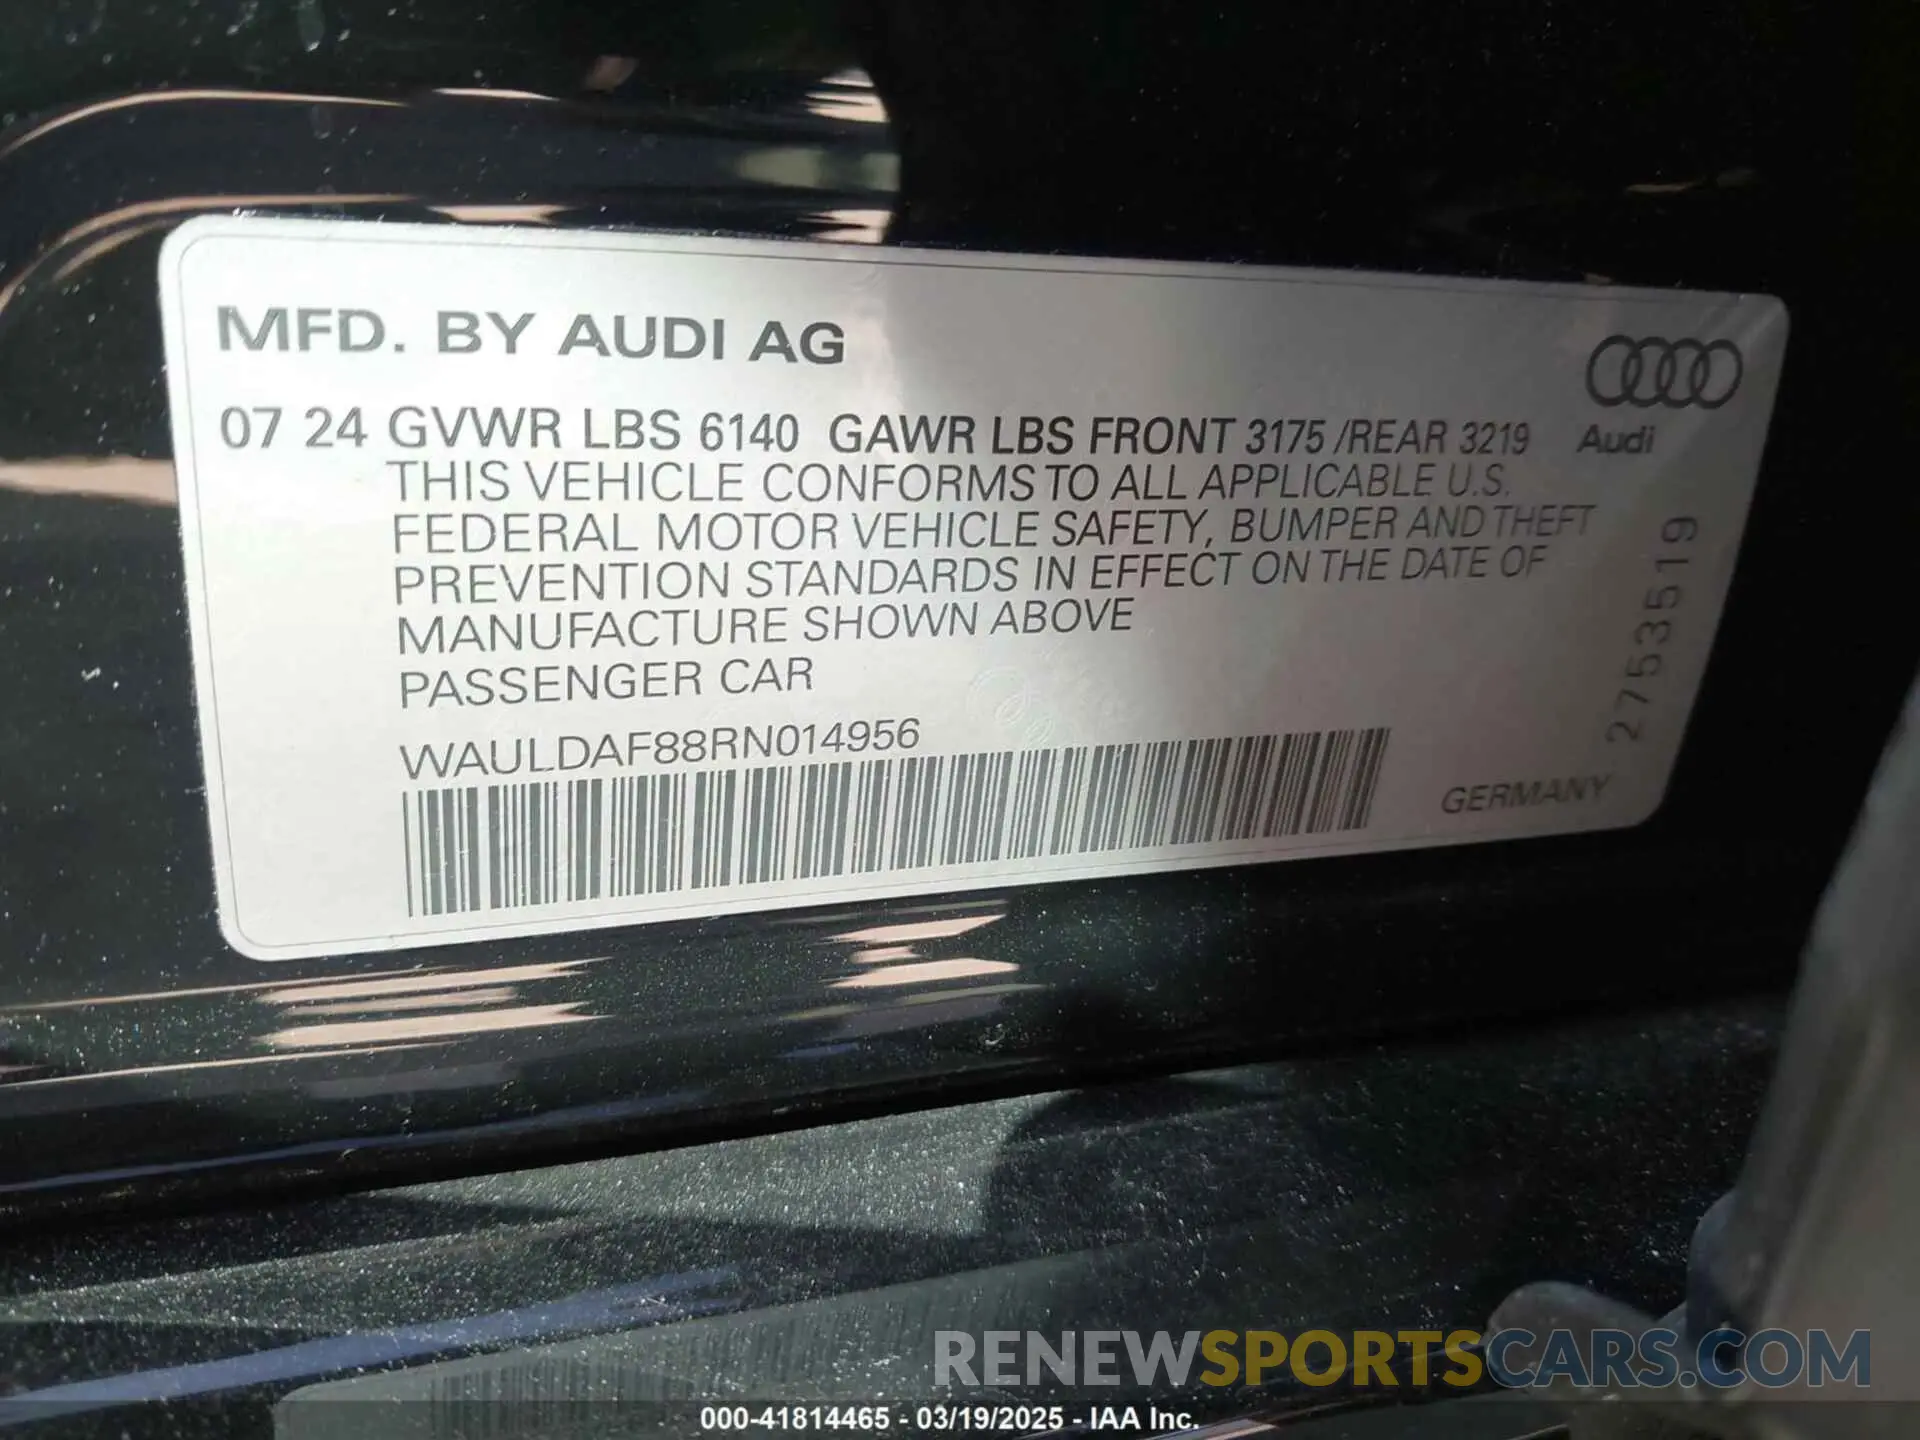 MFD. BY AUDI AG
07 24 GVWR LBS 6140 GAWR LBS FRONT 3175 /REAR 3219
Audi
THIS VEHICLE CONFORMS TO ALL APPLICABLE U.S.
FEDERAL MOTOR VEHICLE SAFETY, BUMPER AND THEFT
PREVENTION STANDARDS IN EFFECT ON THE DATE OF
MANUFACTURE SHOWN ABOVE
PASSENGER CAR
WAULDAF88RN014956
GERMANY
2753519
RENEWSPORTSCARS.COM
000-41814465 - 03/19/2025 - IAA Inc.